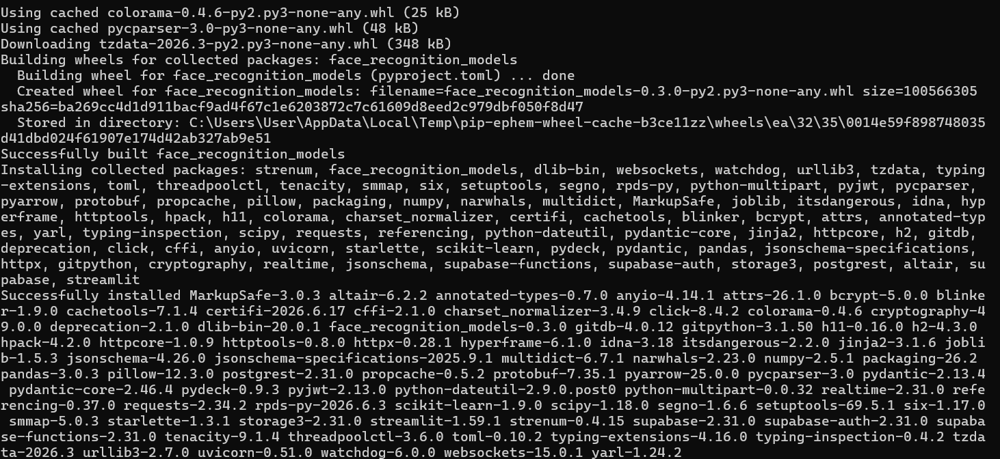 Using cached colorama-0.4.6-py2.py3-none-any.whl (25 kB)
Using cached pycparser-3.0-py3-none-any.whl (48 kB)
Downloading tzdata-2026.3-py2.py3-none-any.whl (348 kB)
Building wheels for collected packages: face_recognition_models
  Building wheel for face_recognition_models (pyproject.toml) ... done
  Created wheel for face_recognition_models: filename=face_recognition_models-0.3.0-py2.py3-none-any.whl size=100566305
sha256=ba269cc4d1d911bacf9ad4f67c1e6203872c7c61609d8eed2c979dbf050f8d47
  Stored in directory: C:\Users\User\AppData\Local\Temp\pip-ephem-wheel-cache-b3ce11zz\wheels\ea\32\35\0014e59f898748035
d41dbd024f61907e174d42ab327ab9e51
Successfully built face_recognition_models
Installing collected packages: strenum, face_recognition_models, dlib-bin, websockets, watchdog, urllib3, tzdata, typing
-extensions, toml, threadpoolctl, tenacity, smmap, six, setuptools, segno, rpds-py, python-multipart, pyjwt, pycparser,
pyarrow, protobuf, propcache, pillow, packaging, numpy, narwhals, multidict, MarkupSafe, joblib, itsdangerous, idna, hyp
erframe, httptools, hpack, h11, colorama, charset_normalizer, certifi, cachetools, blinker, bcrypt, attrs, annotated-typ
es, yarl, typing-inspection, scipy, requests, referencing, python-dateutil, pydantic-core, jinja2, httpcore, h2, gitdb,
deprecation, click, cffi, anyio, uvicorn, starlette, scikit-learn, pydeck, pydantic, pandas, jsonschema-specifications,
httpx, gitpython, cryptography, realtime, jsonschema, supabase-functions, supabase-auth, storage3, postgrest, altair, su
pabase, streamlit
Successfully installed MarkupSafe-3.0.3 altair-6.2.2 annotated-types-0.7.0 anyio-4.14.1 attrs-26.1.0 bcrypt-5.0.0 blinke
r-1.9.0 cachetools-7.1.4 certifi-2026.6.17 cffi-2.1.0 charset_normalizer-3.4.9 click-8.4.2 colorama-0.4.6 cryptography-4
9.0.0 deprecation-2.1.0 dlib-bin-20.0.1 face_recognition_models-0.3.0 gitdb-4.0.12 gitpython-3.1.50 h11-0.16.0 h2-4.3.0
hpack-4.2.0 httpcore-1.0.9 httptools-0.8.0 httpx-0.28.1 hyperframe-6.1.0 idna-3.18 itsdangerous-2.2.0 jinja2-3.1.6 jobli
b-1.5.3 jsonschema-4.26.0 jsonschema-specifications-2025.9.1 multidict-6.7.1 narwhals-2.23.0 numpy-2.5.1 packaging-26.2
pandas-3.0.3 pillow-12.3.0 postgrest-2.31.0 propcache-0.5.2 protobuf-7.35.1 pyarrow-25.0.0 pycparser-3.0 pydantic-2.13.4
 pydantic-core-2.46.4 pydeck-0.9.3 pyjwt-2.13.0 python-dateutil-2.9.0.post0 python-multipart-0.0.32 realtime-2.31.0 refe
rencing-0.37.0 requests-2.34.2 rpds-py-2026.6.3 scikit-learn-1.9.0 scipy-1.18.0 segno-1.6.6 setuptools-69.5.1 six-1.17.0
 smmap-5.0.3 starlette-1.3.1 storage3-2.31.0 streamlit-1.59.1 strenum-0.4.15 supabase-2.31.0 supabase-auth-2.31.0 supaba
se-functions-2.31.0 tenacity-9.1.4 threadpoolctl-3.6.0 toml-0.10.2 typing-extensions-4.16.0 typing-inspection-0.4.2 tzda
ta-2026.3 urllib3-2.7.0 uvicorn-0.51.0 watchdog-6.0.0 websockets-15.0.1 yarl-1.24.2